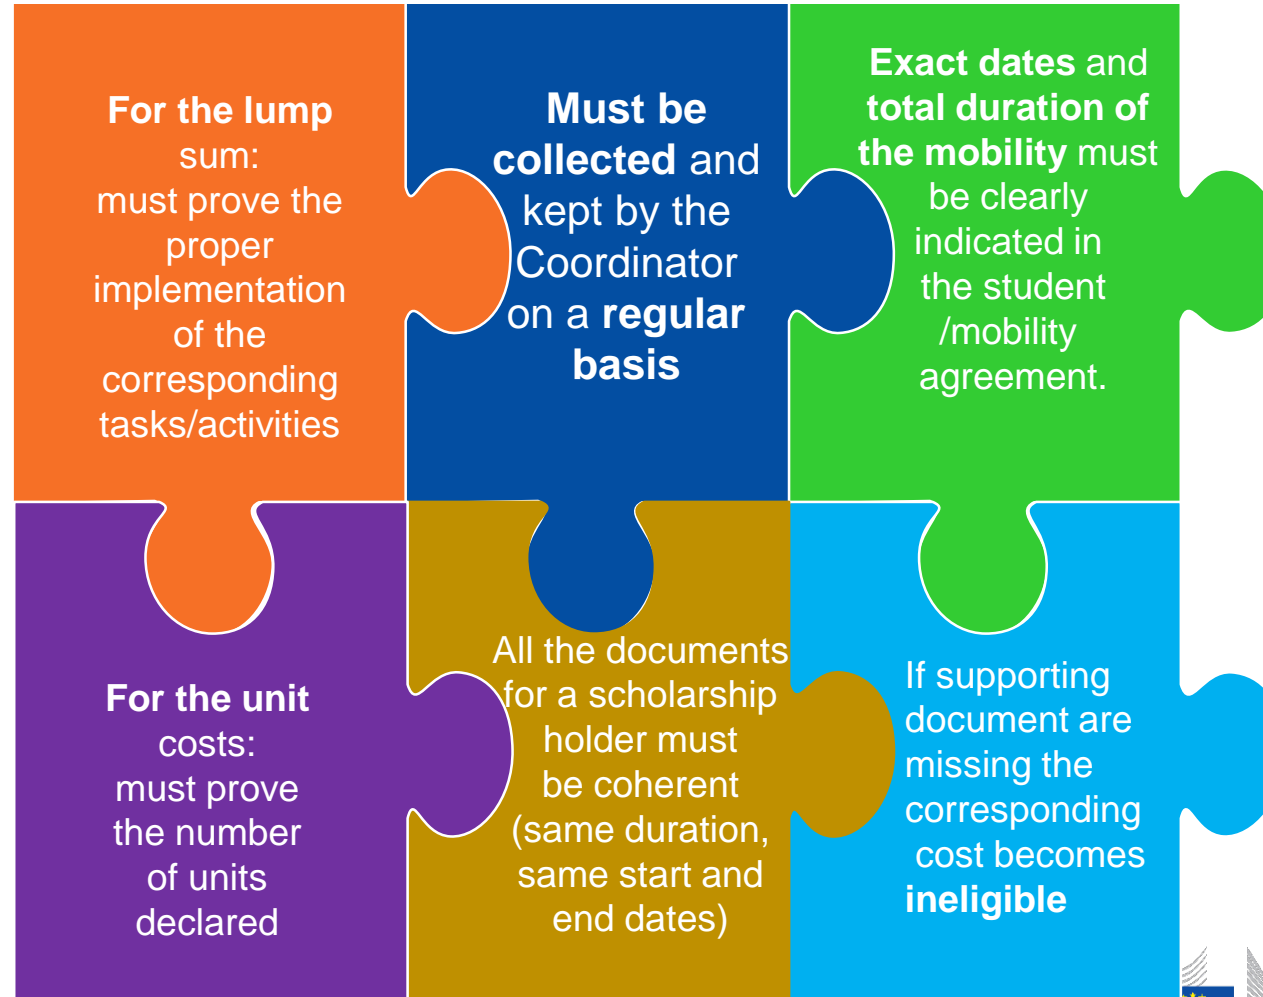 For the lump
sum:
must prove the
proper
implementation
of the
corresponding
tasks/activities
Must be
collected and
kept by the
Coordinator
on a regular
basis
Exact dates and
total duration of
the mobility must
be clearly
indicated in
the student
/mobility
agreement.
For the unit
costs:
must prove
the number
of units
declared
All the documents
for a scholarship
holder must
be coherent
(same duration,
same start and
end dates)
If supporting
document are
missing the
corresponding
cost becomes
ineligible